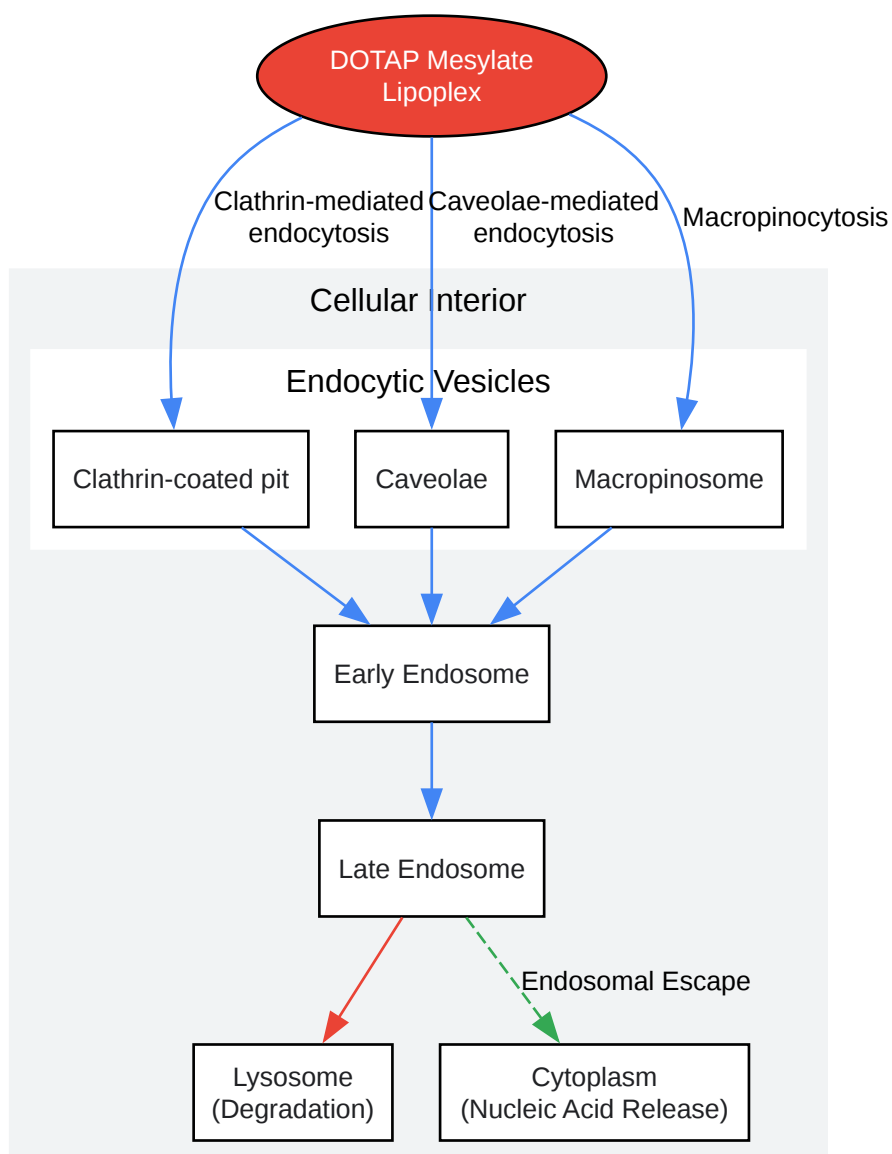 DOTAP Mesylate
Lipoplex
Clathrin-mediated
endocytosis
Caveolae-mediated
endocytosis
Macropinocytosis
Cellular Interior
Endocytic Vesicles
Clathrin-coated pit
Caveolae
Macropinosome
Early Endosome
Late Endosome
Endosomal Escape
Lysosome
(Degradation)
Cytoplasm
(Nucleic Acid Release)